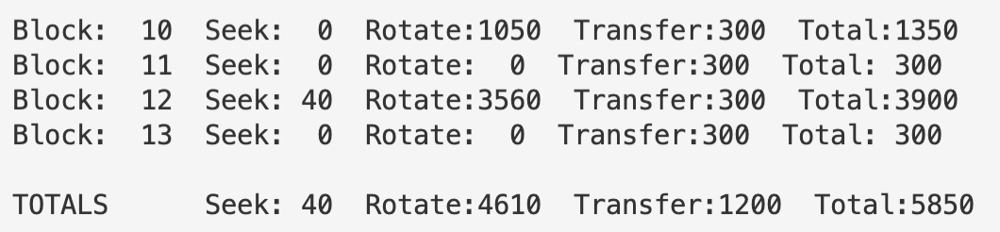 Block:  10  Seek:  0  Rotate:1050  Transfer:300  Total:1350
Block:  11  Seek:  0  Rotate:  0  Transfer:300  Total: 300
Block:  12  Seek: 40  Rotate:3560  Transfer:300  Total:3900
Block:  13  Seek:  0  Rotate:  0  Transfer:300  Total: 300
TOTALS      Seek: 40  Rotate:4610  Transfer:1200  Total:5850